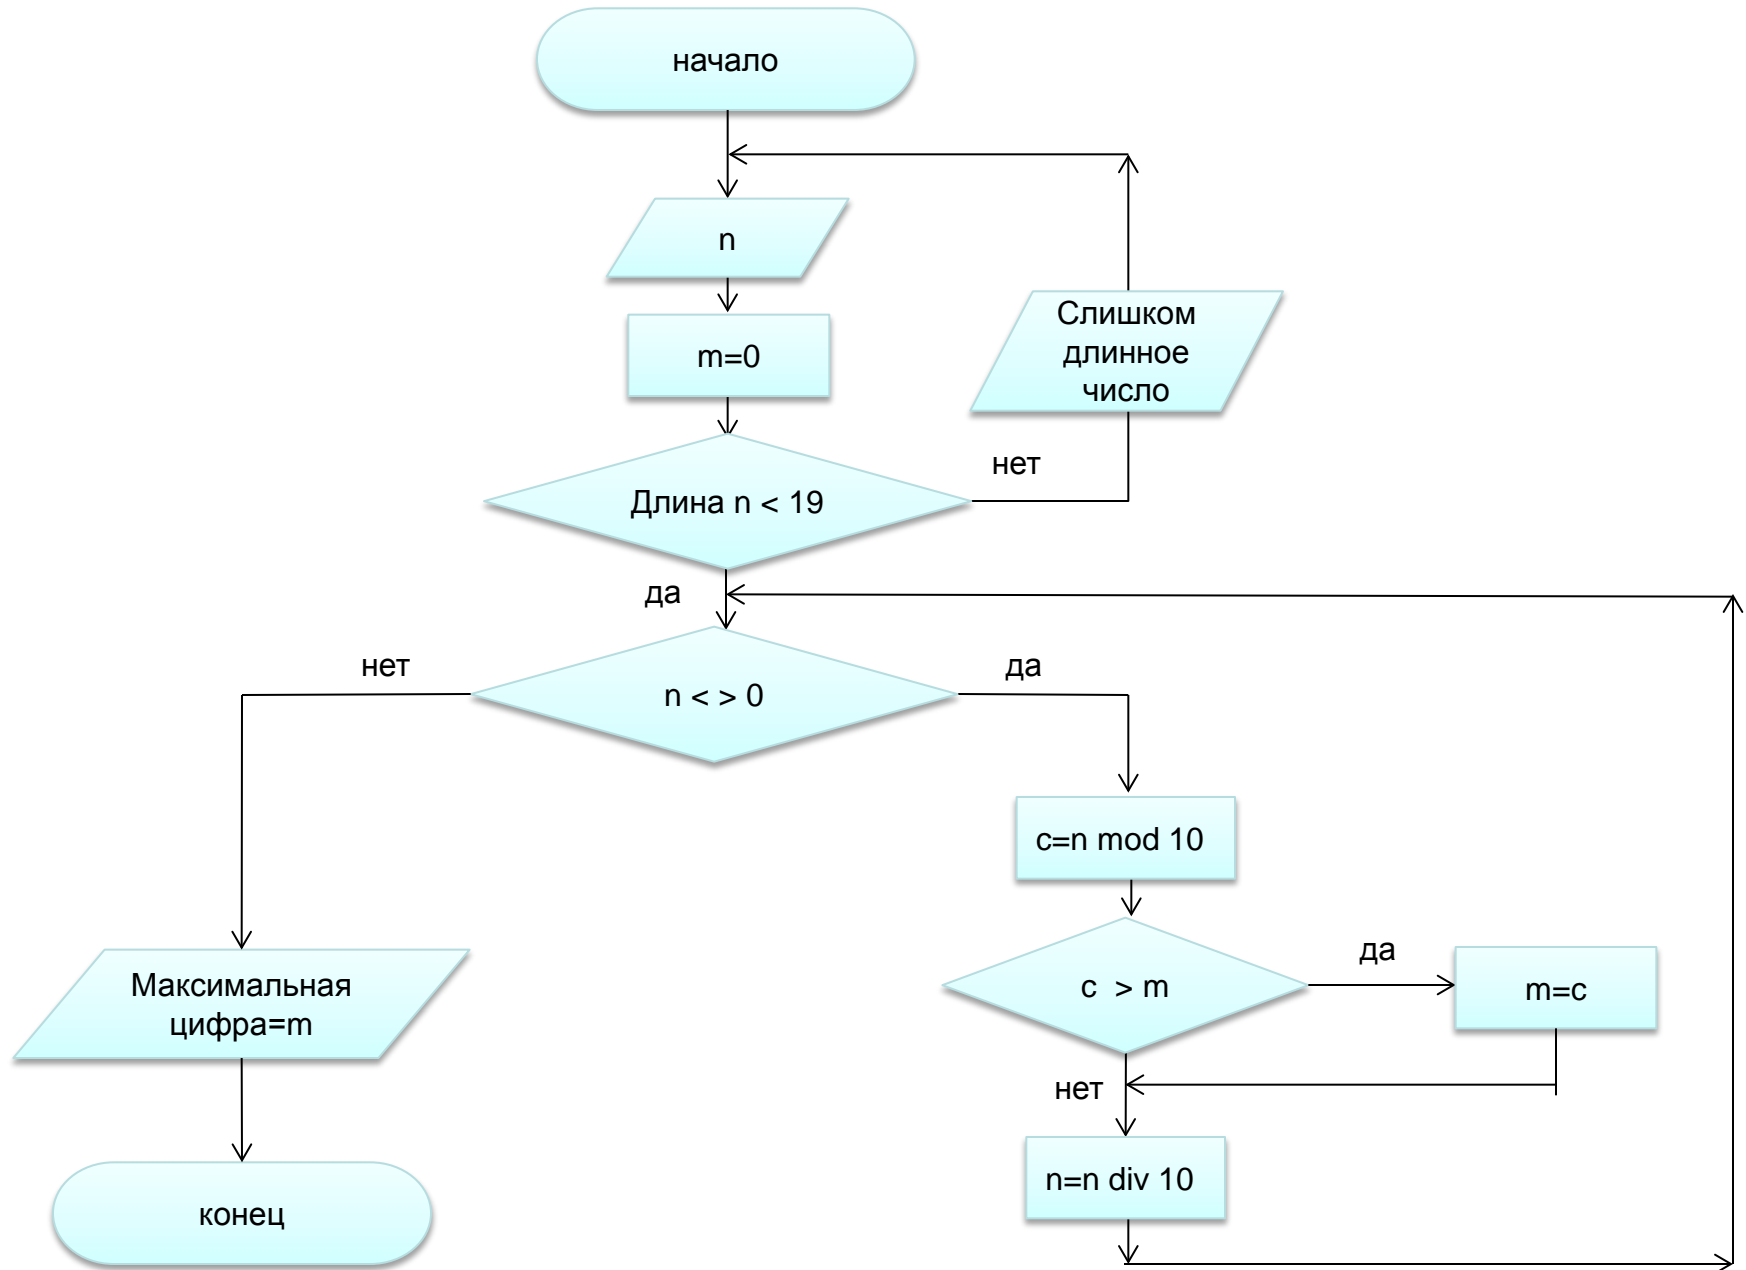 начало
n
m=0
Слишком
длинное
число
нет
Длина n < 19
да
нет
да
n < > 0
c=n mod 10
c > m
да
m=c
Максимальная
цифра=m
нет
n=n div 10
конец